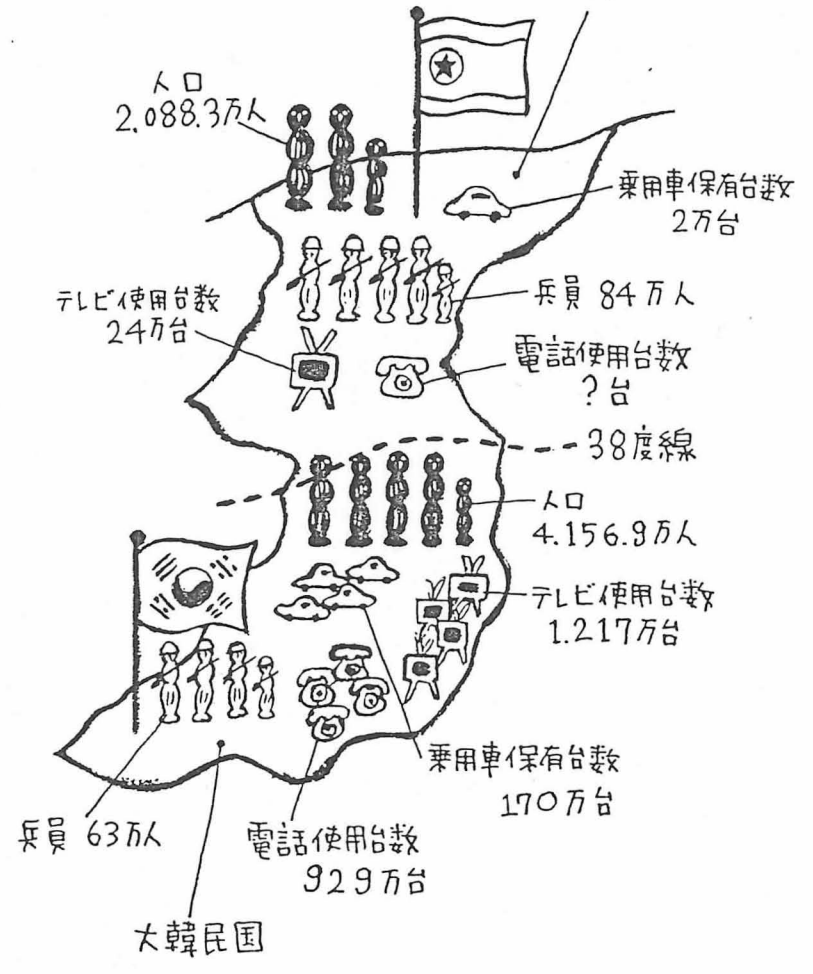 人口
2.088.3万人
乗用車保有台数
2万台
兵員 84万人
テレビ使用台数
24万台
電話使用台数
?台
38度線
人口
4.156.9万人
テレビ使用台数
1.217万台
乗用車保有台数
170万台
兵員 63万人
電話使用台数
929万台
大韓民国